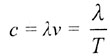 c = λν = λ/T